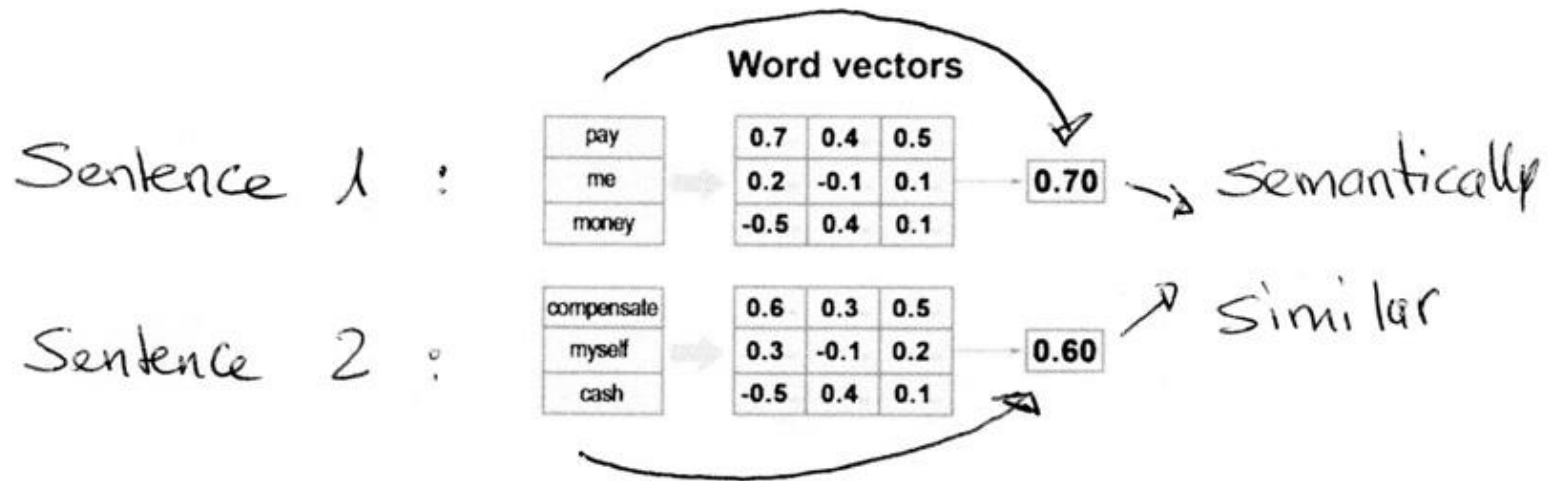 Word vectors
Sentence 1 :
pay 0.7 0.4 0.5
me 0.2 -0.1 0.1 0.70
money -0.5 0.4 0.1
Semantically
Sentence 2 :
compensate 0.6 0.3 0.5
myself 0.3 -0.1 0.2 0.60
cash -0.5 0.4 0.1
Similar